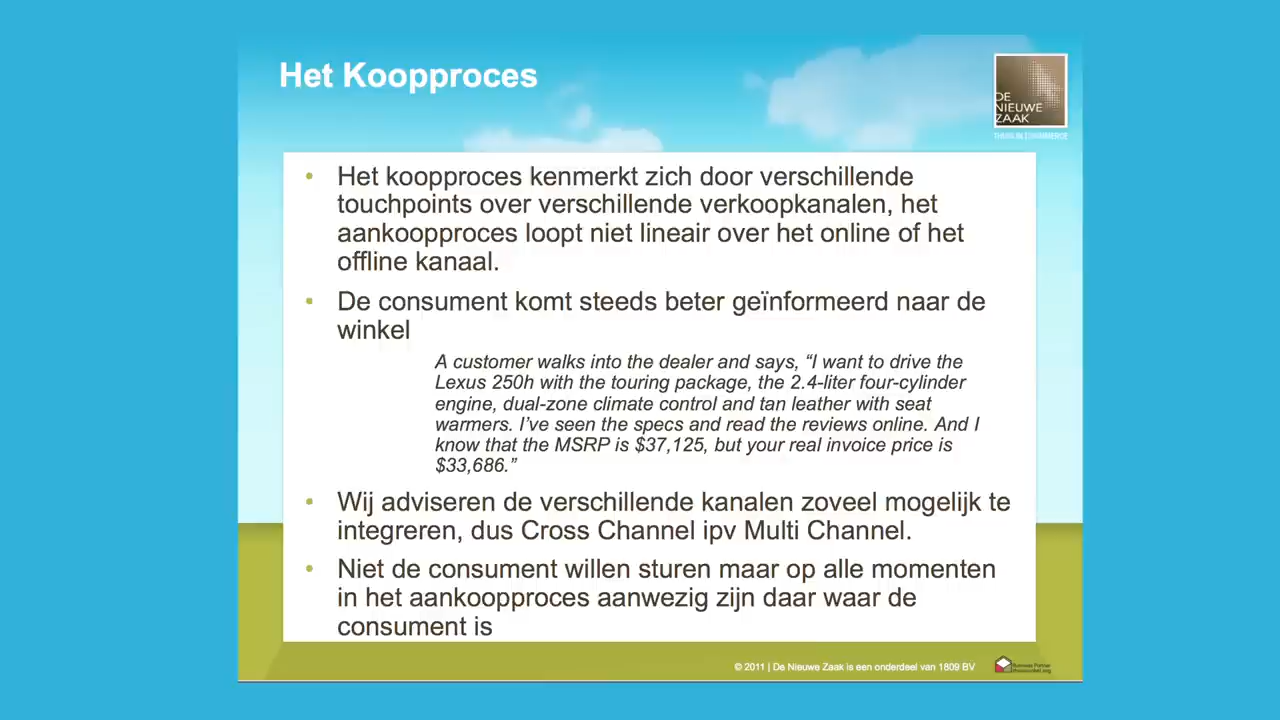 Het Koopproces
DE
NIEUWE
ZAAK
THUIS IN E-COMMERCE
• Het koopproces kenmerkt zich door verschillende
touchpoints over verschillende verkoopkanalen, het
aankoopproces loopt niet lineair over het online of het
offline kanaal.
• De consument komt steeds beter geïnformeerd naar de
winkel
A customer walks into the dealer and says, “I want to drive the
Lexus 250h with the touring package, the 2.4-liter four-cylinder
engine, dual-zone climate control and tan leather with seat
warmers. I’ve seen the specs and read the reviews online. And I
know that the MSRP is $37,125, but your real invoice price is
$33,686.”
• Wij adviseren de verschillende kanalen zoveel mogelijk te
integreren, dus Cross Channel ipv Multi Channel.
• Niet de consument willen sturen maar op alle momenten
in het aankoopproces aanwezig zijn daar waar de
consument is
© 2011 | De Nieuwe Zaak is een onderdeel van 1809 BV
Business Partner
thuiswinkel.org